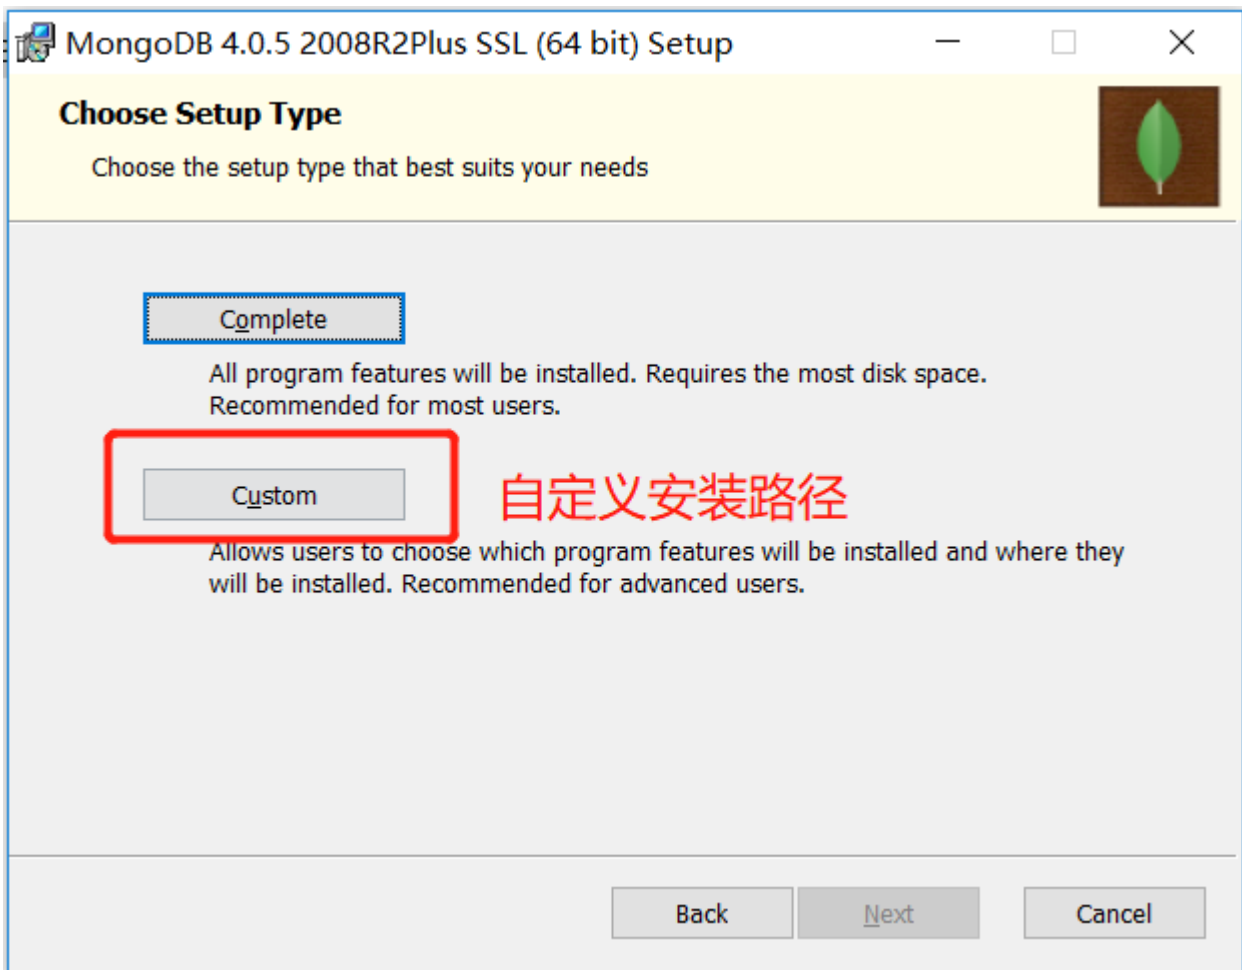 MongoDB 4.0.5 2008R2Plus SSL (64 bit) Setup
Choose Setup Type
Choose the setup type that best suits your needs
Complete
All program features will be installed. Requires the most disk space.
Recommended for most users.
Custom
自定义安装路径
Allows users to choose which program features will be installed and where they
will be installed. Recommended for advanced users.
Back
Next
Cancel